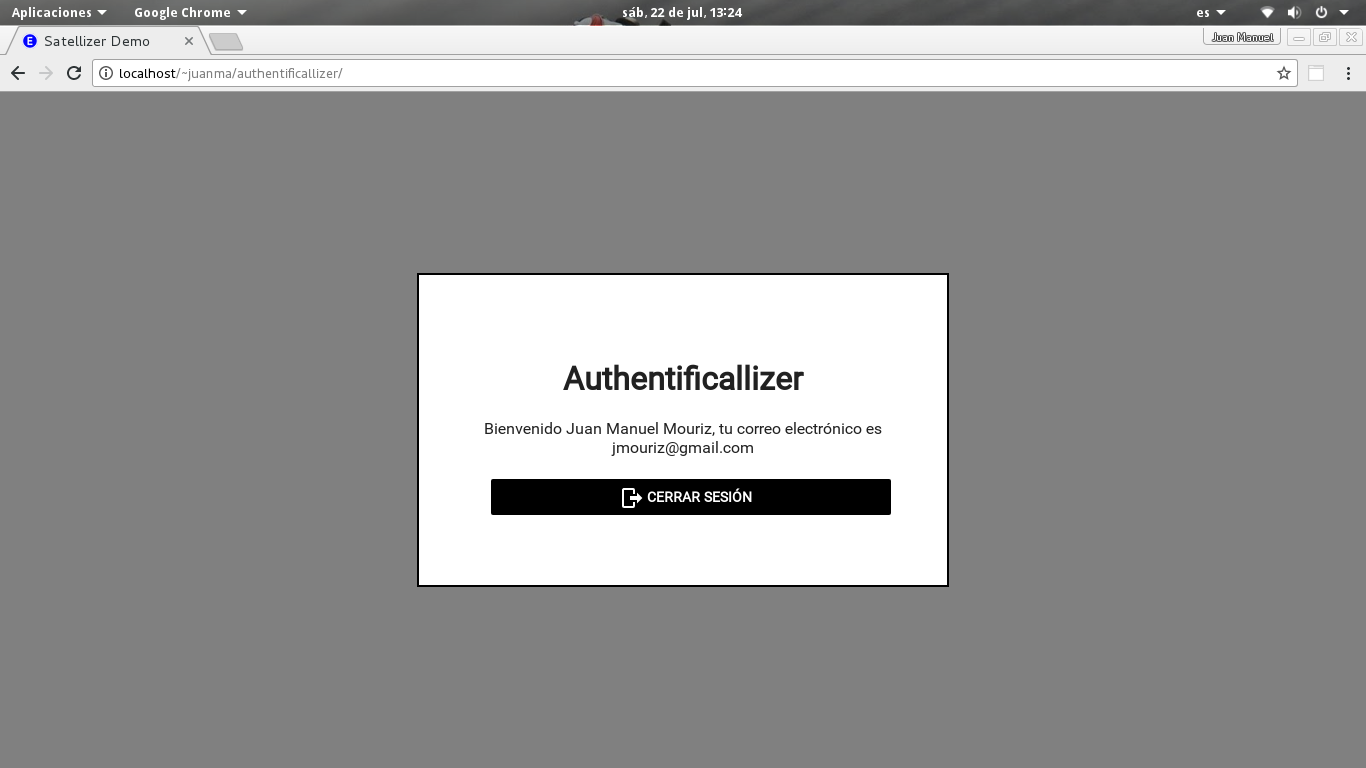 Aplicaciones Google Chrome sáb, 22 de jul, 13:24 es
E Satellizer Demo Juan Manuel
localhost/~juanma/authentificallizer/
Authentificallizer
Bienvenido Juan Manuel Mouriz, tu correo electrónico es
jmouriz@gmail.com
CERRAR SESIÓN